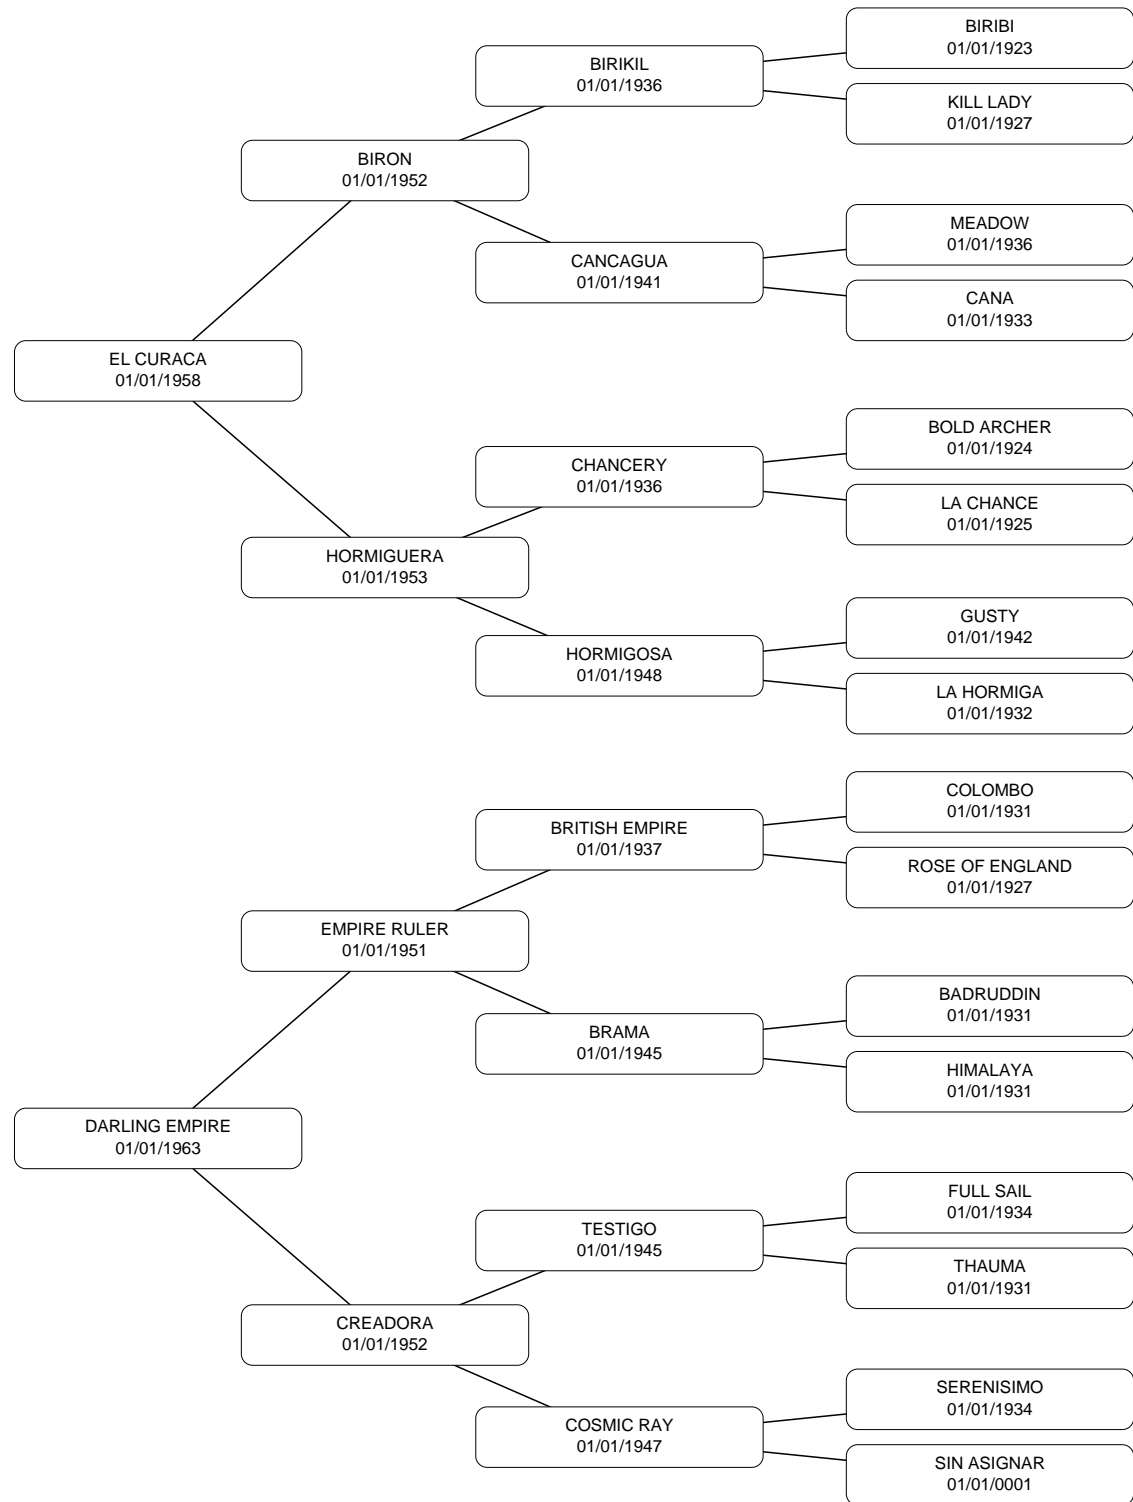 BIRIBI
01/01/1923
BIRIKIL
01/01/1936
KILL LADY
01/01/1927
BIRON
01/01/1952
MEADOW
01/01/1936
CANCAGUA
01/01/1941
CANA
01/01/1933
EL CURACA
01/01/1958
BOLD ARCHER
01/01/1924
CHANCERY
01/01/1936
LA CHANCE
01/01/1925
HORMIGUERA
01/01/1953
GUSTY
01/01/1942
HORMIGOSA
01/01/1948
LA HORMIGA
01/01/1932
COLOMBO
01/01/1931
BRITISH EMPIRE
01/01/1937
ROSE OF ENGLAND
01/01/1927
EMPIRE RULER
01/01/1951
BADRUDDIN
01/01/1931
BRAMA
01/01/1945
HIMALAYA
01/01/1931
DARLING EMPIRE
01/01/1963
FULL SAIL
01/01/1934
TESTIGO
01/01/1945
THAUMA
01/01/1931
CREADORA
01/01/1952
SERENISIMO
01/01/1934
COSMIC RAY
01/01/1947
SIN ASIGNAR
01/01/0001